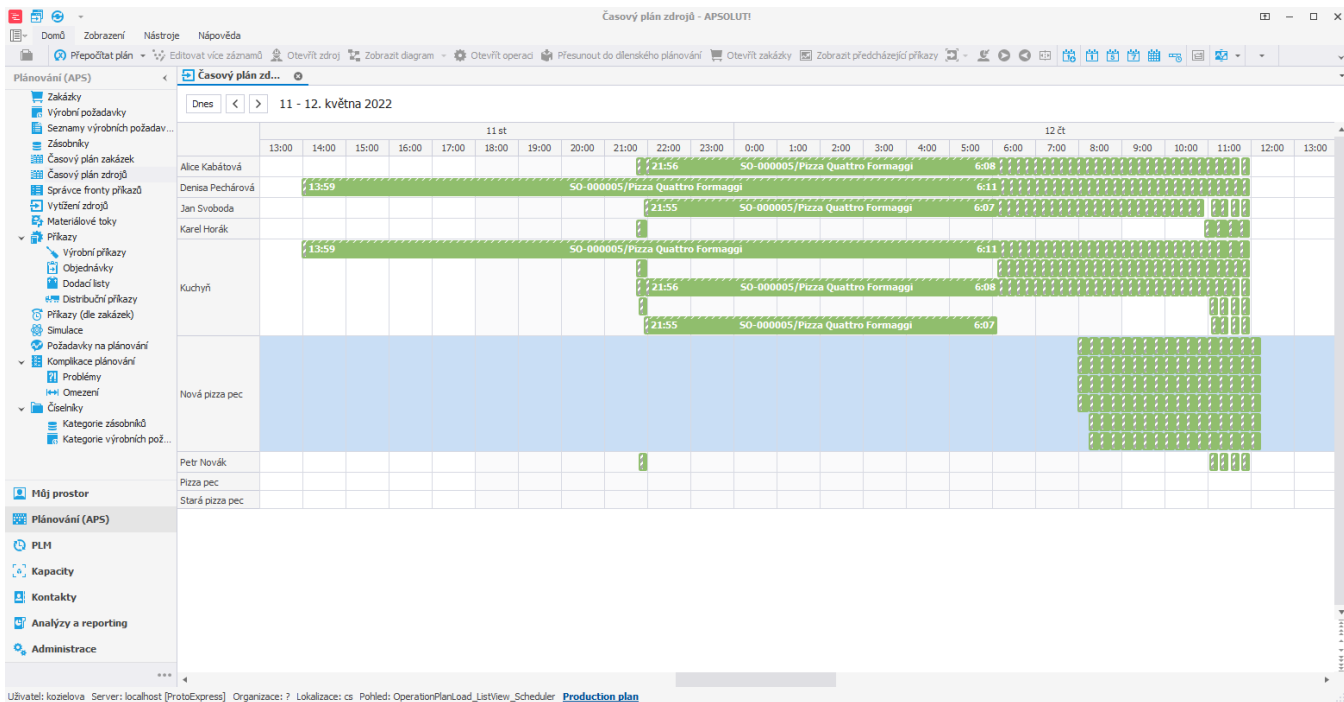 Časový plán zdrojů - APSOLUT!
Domů Zobrazení Nástroje Nápověda
Přepočítat plán Editovat více záznamů Otevřít zdroj Zobrazit diagram Otevřít operaci Přesunout do dílenského plánování Otevřít zakázky Zobrazit předcházející příkazy
Plánování (APS)
Časový plán zd...
Zakázky
Výrobní požadavky
Seznamy výrobních požadav...
Zásobníky
Časový plán zakázek
Časový plán zdrojů
Správce fronty příkazů
Vytížení zdrojů
Materiálové toky
Příkazy
Výrobní příkazy
Objednávky
Dodací listy
Distribuční příkazy
Příkazy (dle zakázek)
Simulace
Požadavky na plánování
Komplikace plánování
Problémy
Omezení
Číselníky
Kategorie zásobníků
Kategorie výrobních pož...
Můj prostor
Plánování (APS)
PLM
Kapacity
Kontakty
Analýzy a reporting
Administrace
Dnes 11 - 12. května 2022
11 st 12 čt
13:00 14:00 15:00 16:00 17:00 18:00 19:00 20:00 21:00 22:00 23:00 0:00 1:00 2:00 3:00 4:00 5:00 6:00 7:00 8:00 9:00 10:00 11:00 12:00 13:00
Alice Kabátová 21:56 SO-000005/Pizza Quattro Formaggi 6:08
Denisa Pechárová 13:59 SO-000005/Pizza Quattro Formaggi 6:11
Jan Svoboda 21:55 SO-000005/Pizza Quattro Formaggi 6:07
Karel Horák
13:59 SO-000005/Pizza Quattro Formaggi 6:11
Kuchyň 21:56 SO-000005/Pizza Quattro Formaggi 6:08
21:55 SO-000005/Pizza Quattro Formaggi 6:07
Nová pizza pec
Petr Novák
Pizza pec
Stará pizza pec
Uživatel: kozielova Server: localhost [ProtoExpress] Organizace: ? Lokalizace: cs Pohled: OperationPlanLoad_ListView_Scheduler Production plan